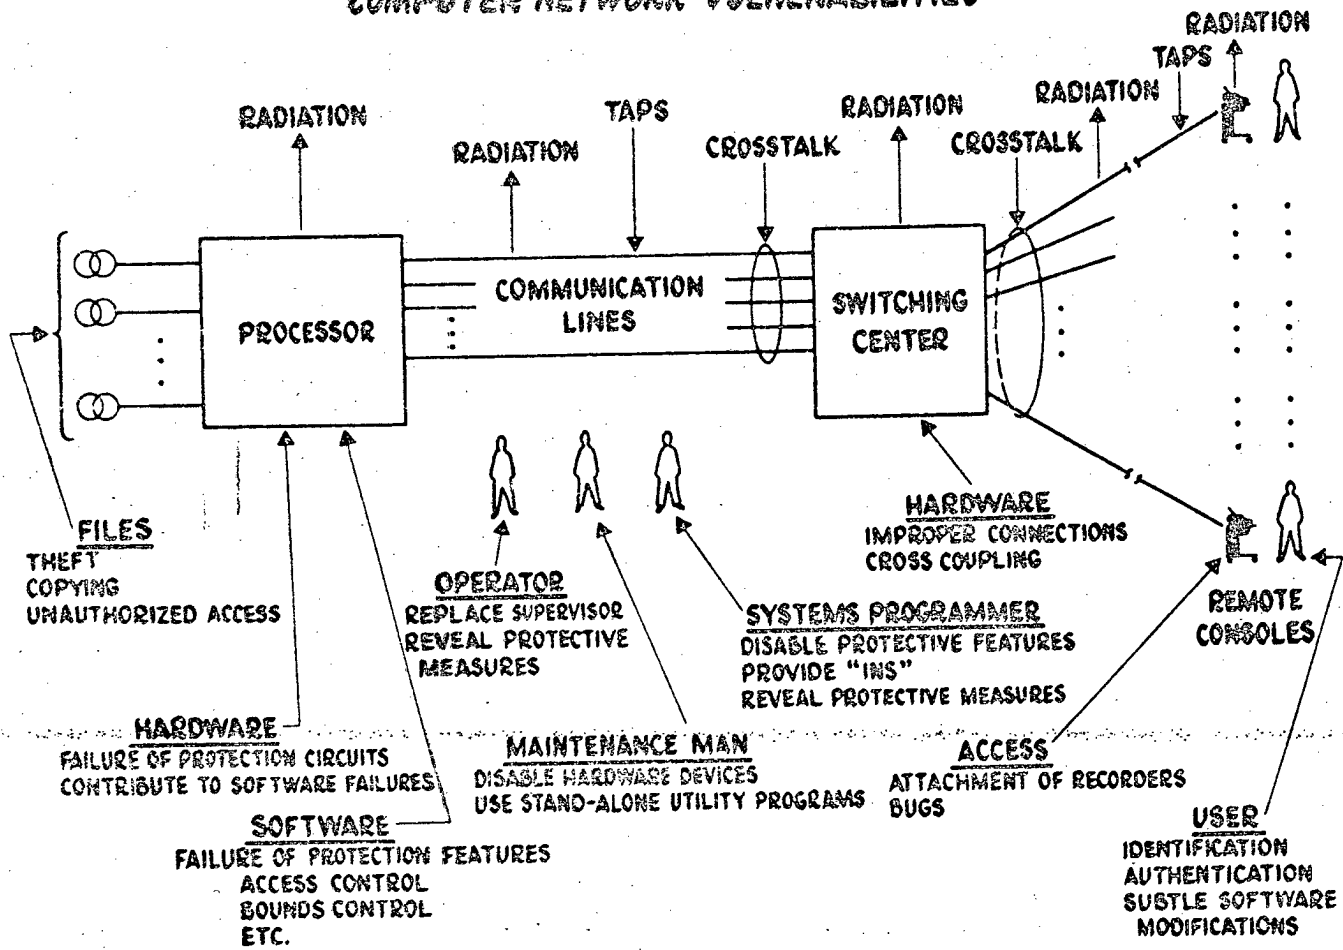 COMPUTER NETWORK VULNERABILITIES
RADIATION
TAPS
RADIATION
RADIATION
TAPS
RADIATION
RADIATION
CROSSTALK
CROSSTALK
PROCESSOR
COMMUNICATION
LINES
SWITCHING
CENTER
FILES
THEFT
COPYING
UNAUTHORIZED ACCESS
OPERATOR
REPLACE SUPERVISOR
REVEAL PROTECTIVE
MEASURES
HARDWARE
IMPROPER CONNECTIONS
CROSS COUPLING
SYSTEMS PROGRAMMER
DISABLE PROTECTIVE FEATURES
PROVIDE "INS"
REVEAL PROTECTIVE MEASURES
REMOTE
CONSOLES
HARDWARE
FAILURE OF PROTECTION CIRCUITS
CONTRIBUTE TO SOFTWARE FAILURES
MAINTENANCE MAN
DISABLE HARDWARE DEVICES
USE STAND-ALONE UTILITY PROGRAMS
ACCESS
ATTACHMENT OF RECORDERS
BUGS
SOFTWARE
FAILURE OF PROTECTION FEATURES
ACCESS CONTROL
BOUNDS CONTROL
ETC.
USER
IDENTIFICATION
AUTHENTICATION
SUBTLE SOFTWARE
MODIFICATIONS